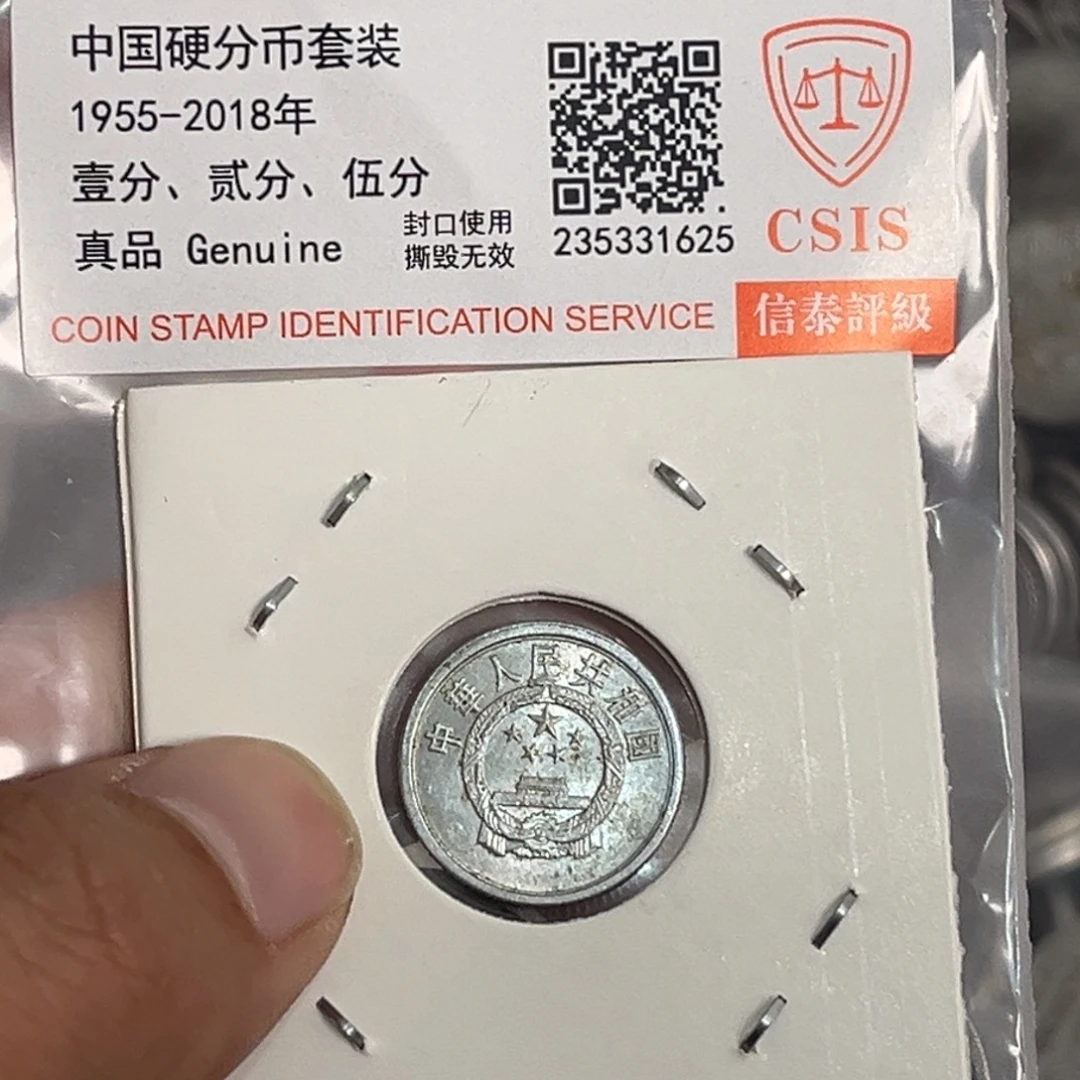 中国硬分币套装
1955-2018年
壹分、贰分、伍分
真品 Genuine
封口使用
撕毁无效
235331625
CSIS
COIN STAMP IDENTIFICATION SERVICE
信泰評級
中華人民共和國